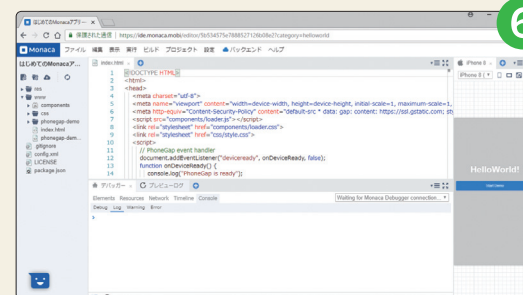 はじめてのMonacaアプリー
6
保護された通信 | https://ide.monaca.mobi/editor/5b534575e7888527126b08e2?category=helloworld
Monaca ファイル 編集 表示 実行 ビルド プロジェクト 設定 バックエンド ヘルプ
はじめてのMonacaア...
index.html
iPhone 6
res
www
components
css
phonegap-demo
index.html
phonegap-dem...
.gitignore
config.xml
LICENSE
package.json
1 <!DOCTYPE HTML>
2 <html>
3 <head>
4 <meta charset="utf-8">
5 <meta name="viewport" content="width=device-width, height=device-height, initial-scale=1, maximum-scale=1,
6 <meta http-equiv="Content-Security-Policy" content="default-src * data: gap: content: https://ssl.gstatic.com; st
7 <script src="components/loader.js"></script>
8 <link rel="stylesheet" href="components/loader.css">
9 <link rel="stylesheet" href="css/style.css">
10 <script>
11 // PhoneGap event handler
12 document.addEventListener("deviceready", onDeviceReady, false);
13 function onDeviceReady() {
14 console.log("PhoneGap is ready");
iPhone 6 (
HelloWorld!
Start Demo
デバッガー プレビューログ
Elements Resources Network Timeline Console
Waiting for Monaca Debugger connection...
Debug Log Warning Error